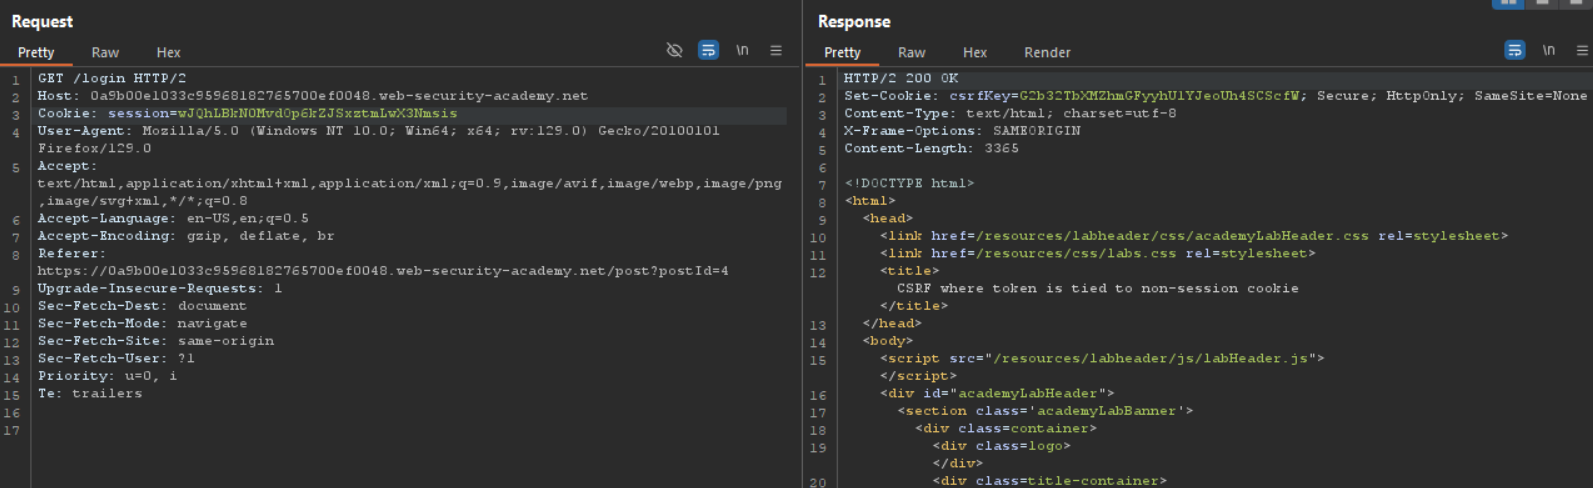 Request
Pretty Raw Hex \n
1 GET /login HTTP/2
2 Host: 0a9b00e1033c95968182765700ef0048.web-security-academy.net
3 Cookie: session=wJQhLBkNOMvdOp6kZJSxztmLwX3Nmsis
4 User-Agent: Mozilla/5.0 (Windows NT 10.0; Win64; x64; rv:129.0) Gecko/20100101
Firefox/129.0
5 Accept:
text/html,application/xhtml+xml,application/xml;q=0.9,image/avif,image/webp,image/png
,image/svg+xml,*/*;q=0.8
6 Accept-Language: en-US,en;q=0.5
7 Accept-Encoding: gzip, deflate, br
8 Referer:
https://0a9b00e1033c95968182765700ef0048.web-security-academy.net/post?postId=4
9 Upgrade-Insecure-Requests: 1
10 Sec-Fetch-Dest: document
11 Sec-Fetch-Mode: navigate
12 Sec-Fetch-Site: same-origin
13 Sec-Fetch-User: ?1
14 Priority: u=0, i
15 Te: trailers
16
17
Response
Pretty Raw Hex Render \n
1 HTTP/2 200 OK
2 Set-Cookie: csrfKey=G2b32TbXMZhmGFyyhUlYJeoUh4SCScfW; Secure; HttpOnly; SameSite=None
3 Content-Type: text/html; charset=utf-8
4 X-Frame-Options: SAMEORIGIN
5 Content-Length: 3365
6
7 <!DOCTYPE html>
8 <html>
9 <head>
10 <link href=/resources/labheader/css/academyLabHeader.css rel=stylesheet>
11 <link href=/resources/css/labs.css rel=stylesheet>
12 <title>
CSRF where token is tied to non-session cookie
</title>
13 </head>
14 <body>
15 <script src="/resources/labheader/js/labHeader.js">
</script>
16 <div id="academyLabHeader">
17 <section class='academyLabBanner'>
18 <div class=container>
19 <div class=logo>
</div>
20 <div class=title-container>